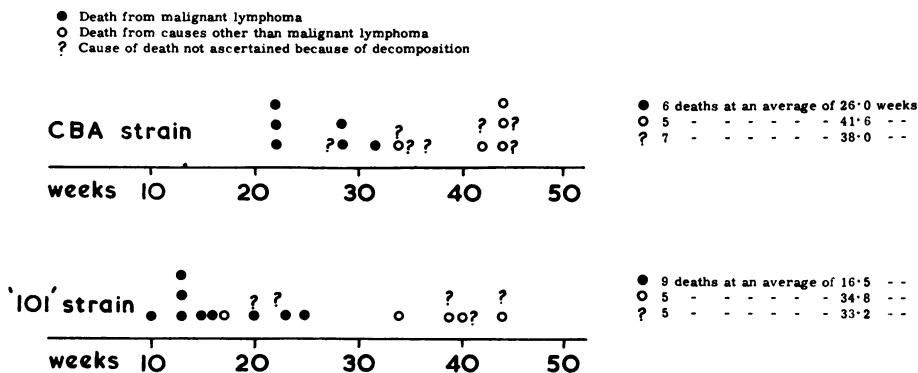 ● Death from malignant lymphoma
○ Death from causes other than malignant lymphoma
? Cause of death not ascertained because of decomposition
CBA strain
? ? ? ? ? ? ? ?
● 6 deaths at an average of 26·0 weeks
○ 5 - - - - - 41·6 - -
? 7 - - - - - 38·0 - -
weeks 10 20 30 40 50
'101' strain
? ? ? ? ?
● 9 deaths at an average of 16·5 - -
○ 5 - - - - - 34·8 - -
? 5 - - - - - 33·2 - -
weeks 10 20 30 40 50